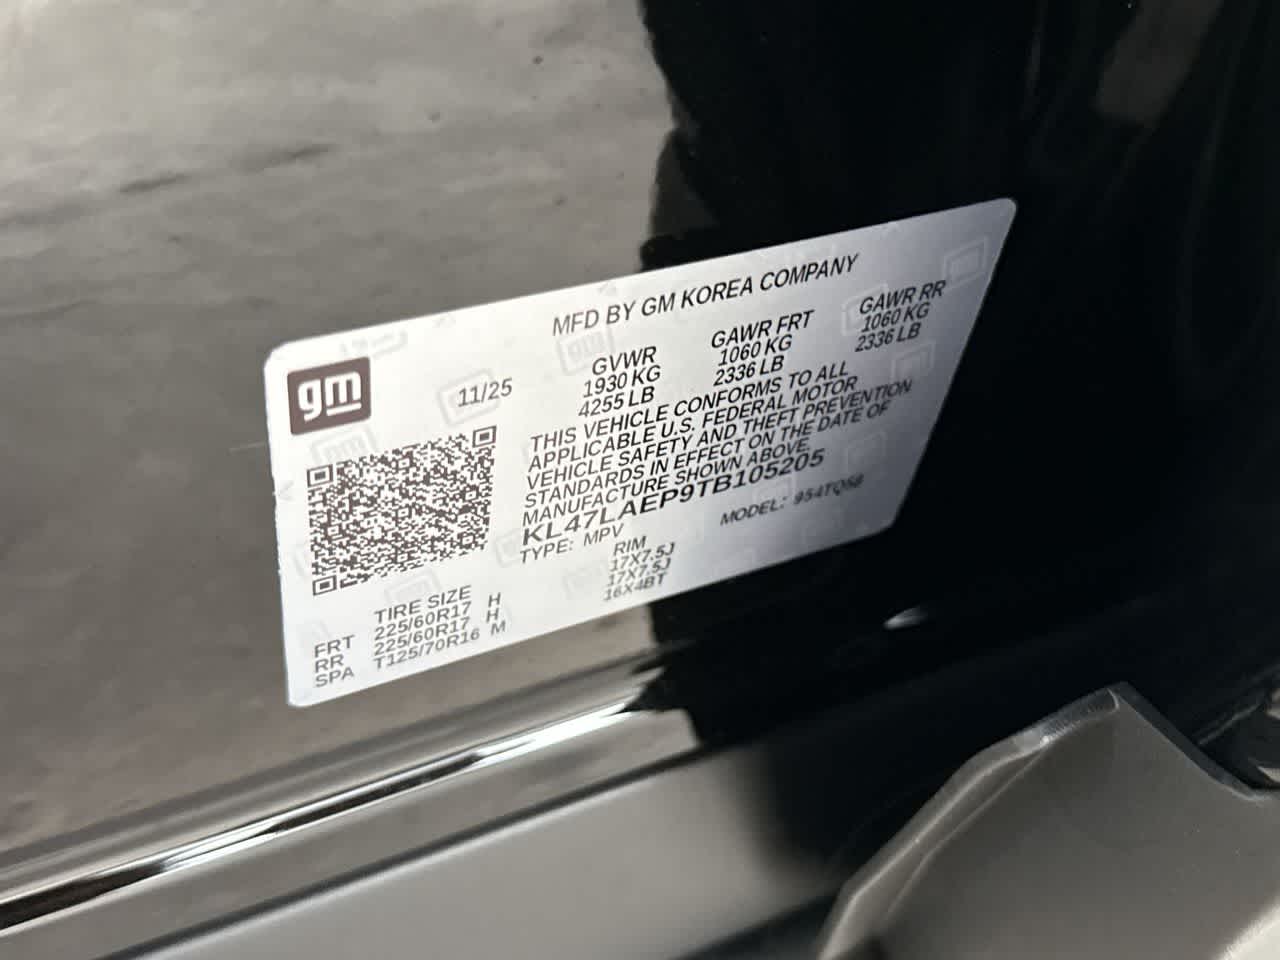 MFD BY GM KOREA COMPANY
gm
11/25
GVWR GAWR FRT GAWR RR
1930 KG 1060 KG 1060 KG
4255 LB 2336 LB 2336 LB
THIS VEHICLE CONFORMS TO ALL
APPLICABLE U.S. FEDERAL MOTOR
VEHICLE SAFETY AND THEFT PREVENTION
STANDARDS IN EFFECT ON THE DATE OF
MANUFACTURE SHOWN ABOVE.
KL47LAEP9TB105205
TYPE: MPV MODEL: 954TQ58
TIRE SIZE RIM
FRT 225/60R17 H 17X7.5J
RR 225/60R17 H 17X7.5J
SPA T125/70R16 M 16X4BT